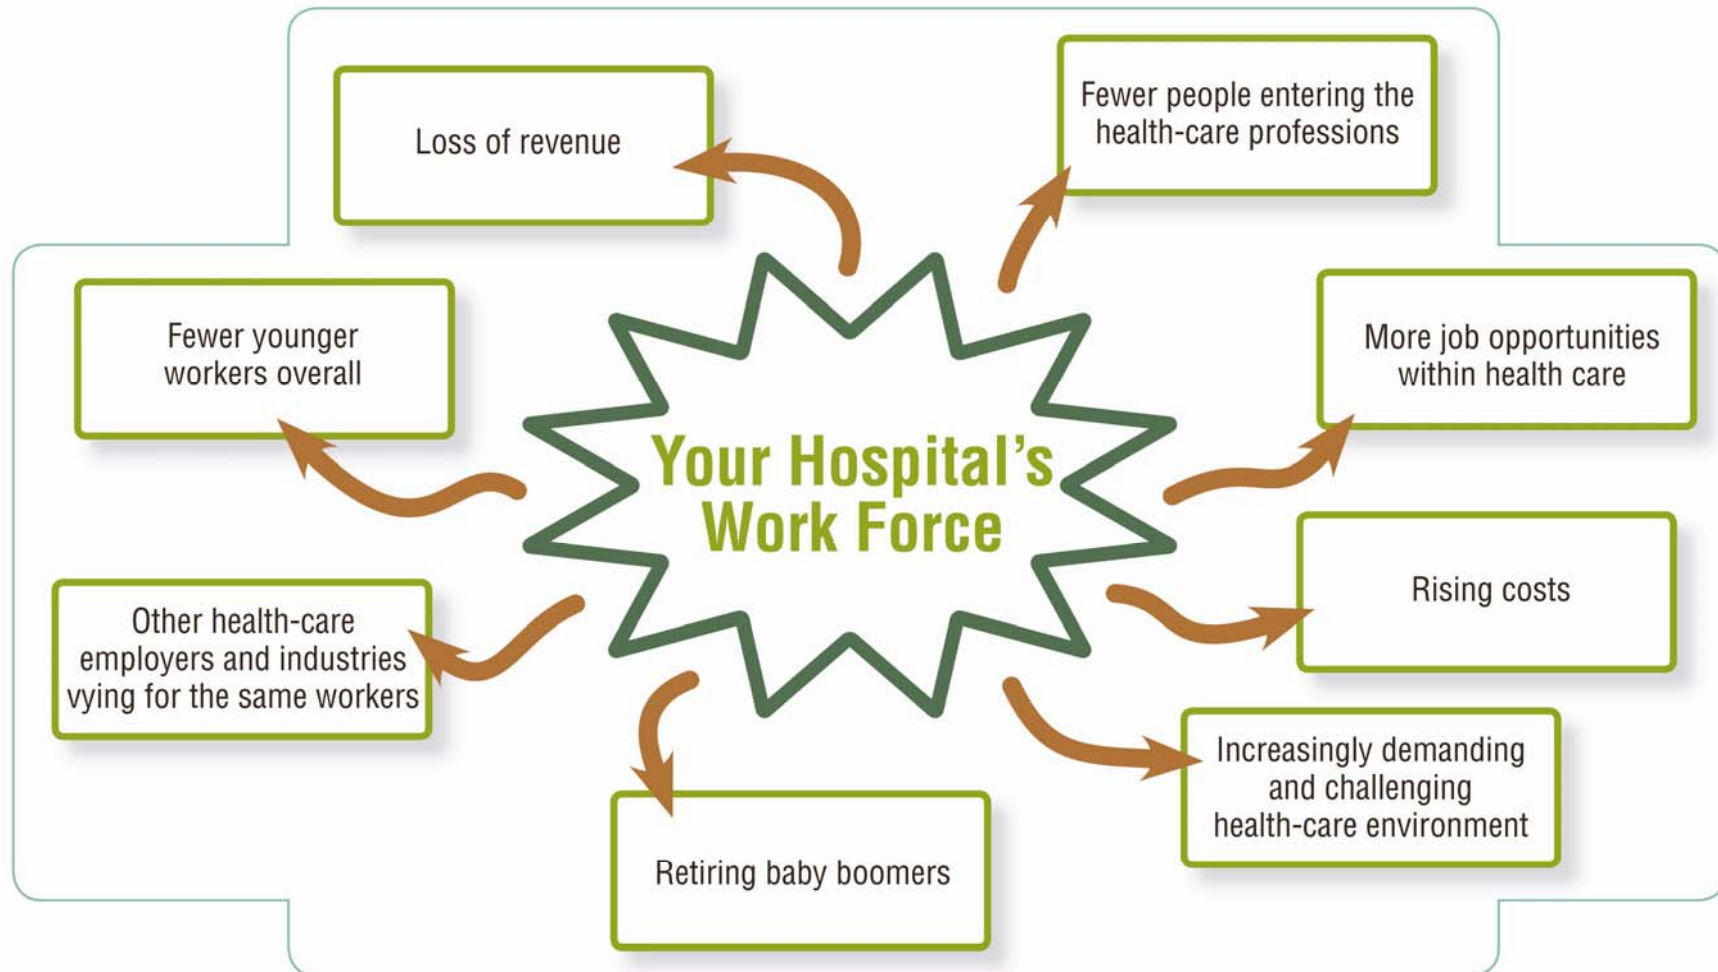 Loss of revenue
Fewer people entering the
health-care professions
Fewer younger
workers overall
More job opportunities
within health care
Your Hospital's
Work Force
Other health-care
employers and industries
vying for the same workers
Rising costs
Increasingly demanding
and challenging
health-care environment
Retiring baby boomers